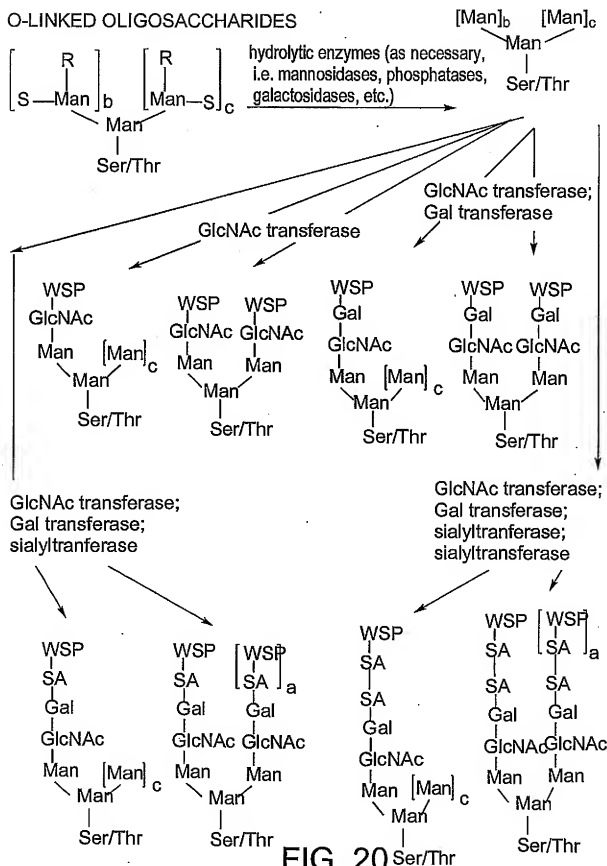 O-LINKED OLIGOSACCHARIDES
[Man]b [Man]c
Man
Ser/Thr
hydrolytic enzymes (as necessary,
i.e. mannosidases, phosphatases,
galactosidases, etc.)
R R
[S—Man]b [Man—S]c
Man
Ser/Thr
GlcNAc transferase
GlcNAc transferase;
Gal transferase
WSP
GlcNAc
Man [Man]c
Man
Ser/Thr
WSP WSP
GlcNAc GlcNAc
Man Man
Man
Ser/Thr
WSP
Gal
GlcNAc
Man [Man]c
Man
Ser/Thr
WSP WSP
Gal Gal
GlcNAc GlcNAc
Man Man
Man
Ser/Thr
GlcNAc transferase;
Gal transferase;
sialyltranferase
GlcNAc transferase;
Gal transferase;
sialyltranferase;
sialyltransferase
WSP
SA
Gal
GlcNAc
Man [Man]c
Man
Ser/Thr
WSP [WSP
SA SA]a
Gal Gal
GlcNAc GlcNAc
Man Man
Man
Ser/Thr
WSP
SA
SA
Gal
GlcNAc
Man [Man]c
Man
Ser/Thr
WSP [WSP
SA SA]a
SA SA
Gal Gal
GlcNAc GlcNAc
Man Man
Man
Ser/Thr
FIG. 20